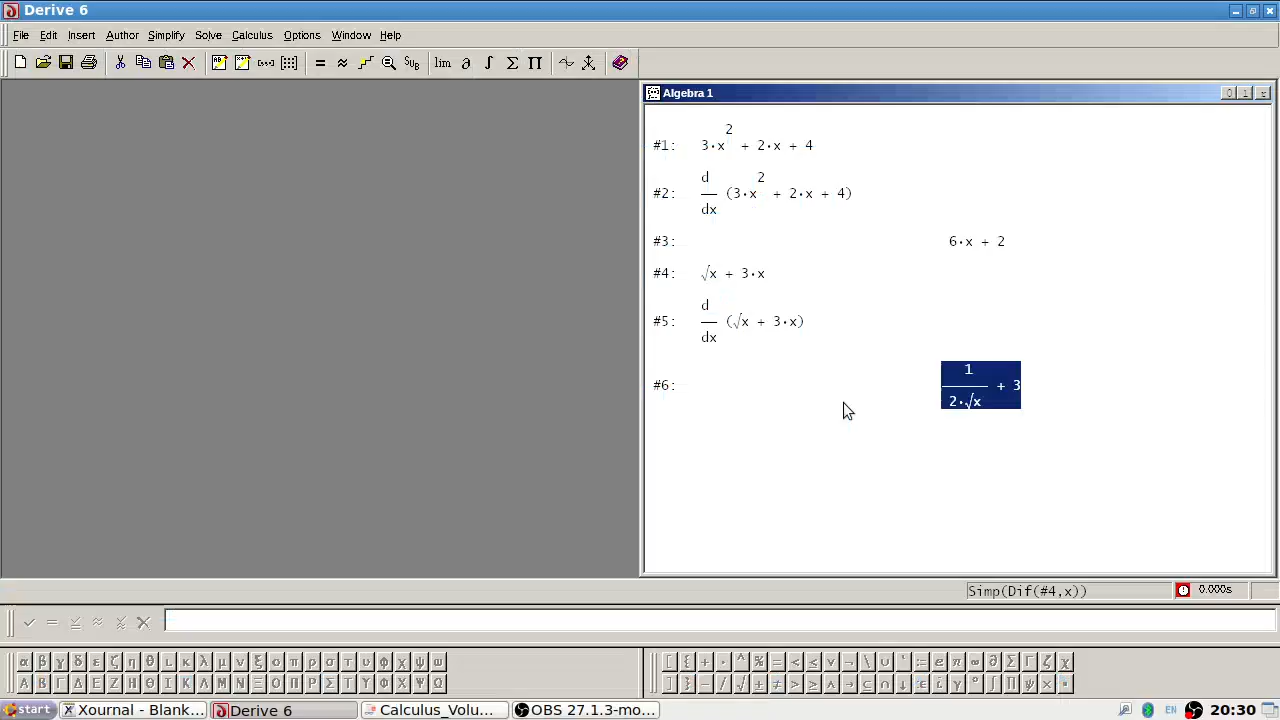 Derive 6
File Edit Insert Author Simplify Solve Calculus Options Window Help
lim ∂ ∫ Σ Π
Algebra 1
#1: 3·x² + 2·x + 4
#2: d/dx (3·x² + 2·x + 4)
#3: 6·x + 2
#4: √x + 3·x
#5: d/dx (√x + 3·x)
#6: 1/(2·√x) + 3
Simp(Dif(#4,x))
0.000s
α β γ δ ε ζ η θ ι κ λ μ ν ξ ο π ρ σ τ υ φ χ ψ ω
Α Β Γ Δ Ε Ζ Η Θ Ι Κ Λ Μ Ν Ξ Ο Π Ρ Σ Τ Υ Φ Χ Ψ Ω
start
Xournal - Blank...
Derive 6
Calculus_Volu...
OBS 27.1.3-mo...
EN
20:30